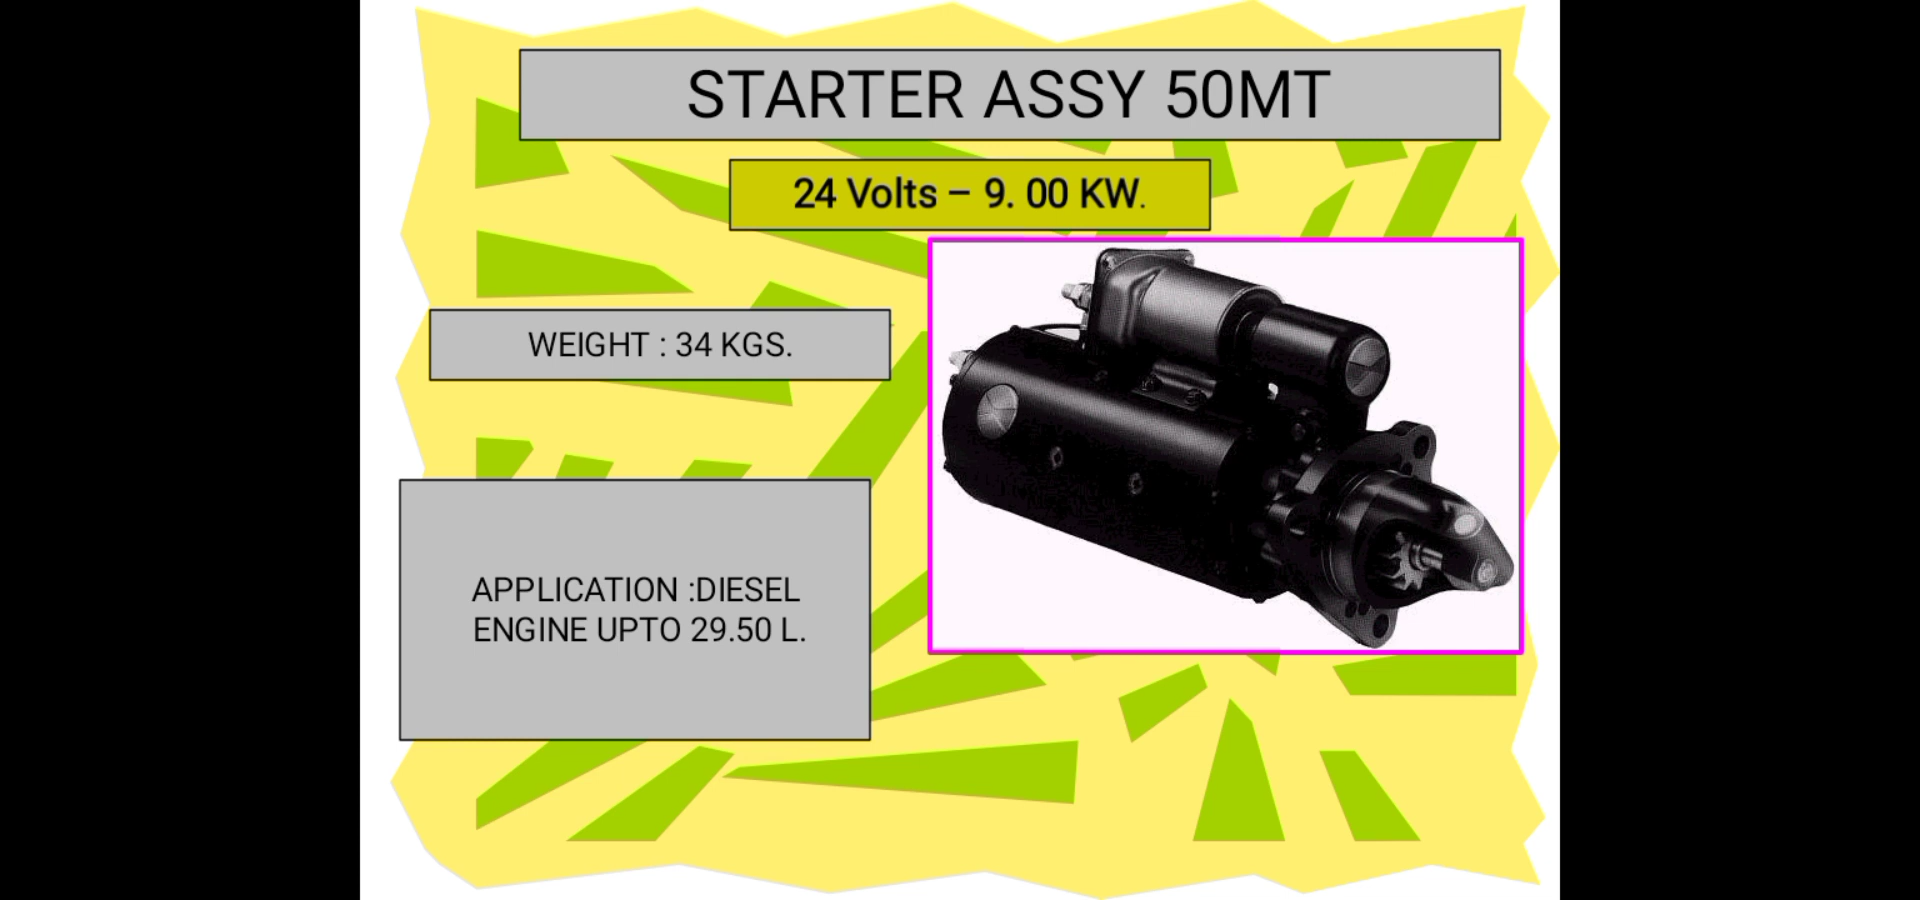 STARTER ASSY 50MT
24 Volts – 9. 00 KW.
WEIGHT : 34 KGS.
APPLICATION :DIESEL
ENGINE UPTO 29.50 L.